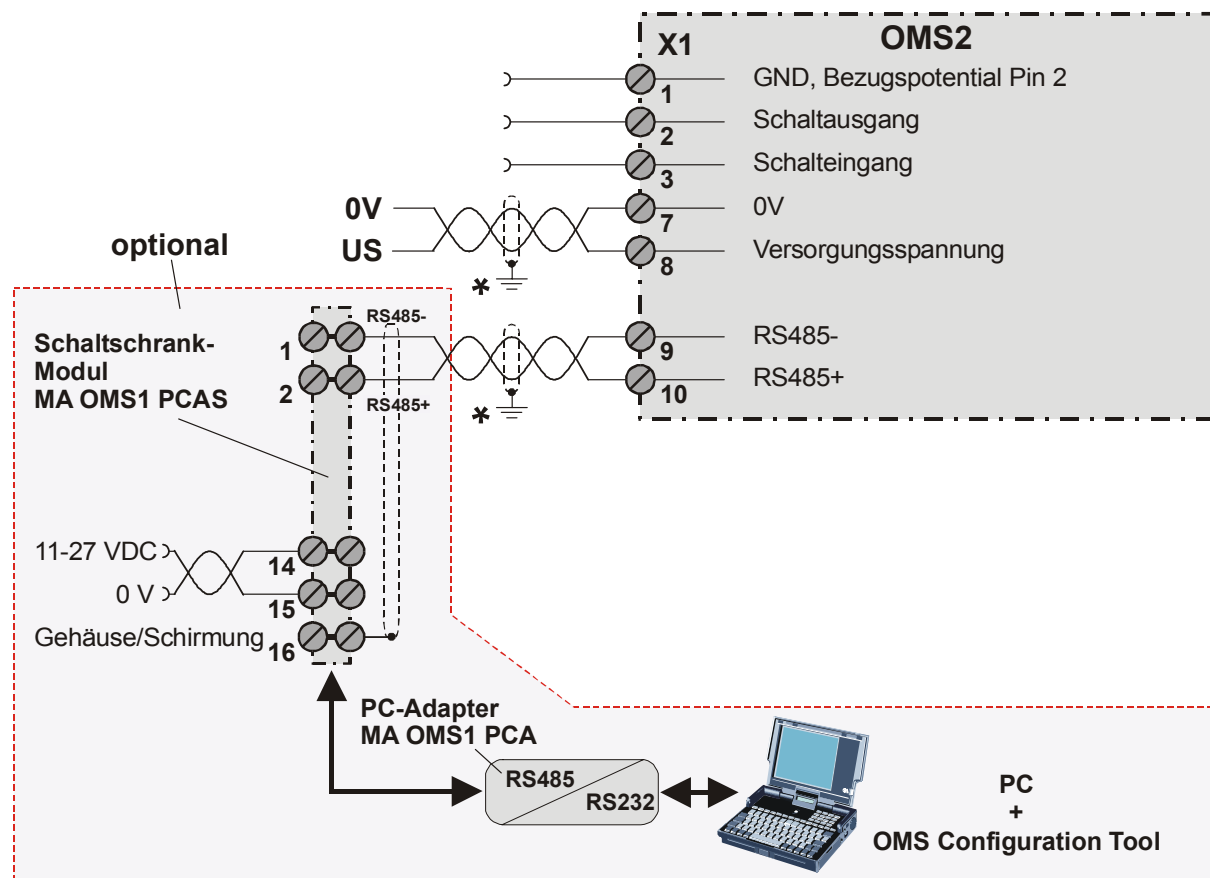 X1
OMS2
1
GND, Bezugspotential Pin 2
2
Schaltausgang
3
Schalteingang
0V
7
0V
US
8
Versorgungsspannung
*
optional
Schaltschrank-
Modul
MA OMS1 PCAS
1
RS485-
9
RS485-
2
RS485+
10
RS485+
*
11-27 VDC
14
0 V
15
Gehäuse/Schirmung
16
PC-Adapter
MA OMS1 PCA
RS485
RS232
PC
+
OMS Configuration Tool